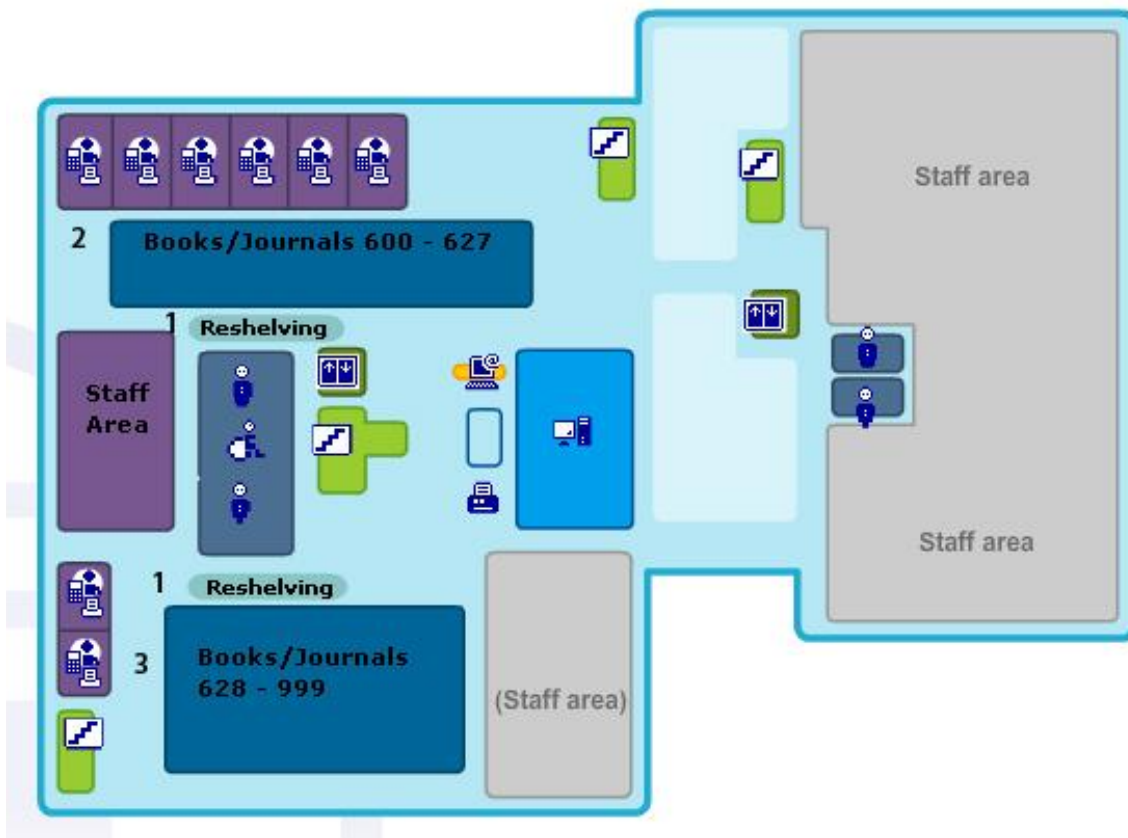 Staff area
2 Books/Journals 600 - 627
1 Reshelving
Staff
Area
Staff area
1 Reshelving
3 Books/Journals
628 - 999
(Staff area)